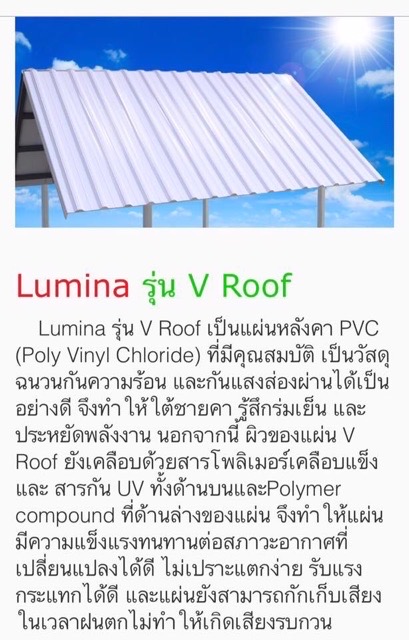 Lumina รุ่น V Roof
Lumina รุ่น V Roof เป็นแผ่นหลังคา PVC
(Poly Vinyl Chloride) ที่มีคุณสมบัติ เป็นวัสดุ
ฉนวนกันความร้อน และกันแสงส่องผ่านได้เป็น
อย่างดี จึงทำ ให้ ใต้ชายคา รู้สึกร่มเย็น และ
ประหยัดพลังงาน นอกจากนี้ ผิวของแผ่น V
Roof ยังเคลือบด้วยสารโพลิเมอร์เคลือบแข็ง
และ สารกัน UV ทั้งด้านบนและPolymer
compound ที่ด้านล่างของแผ่น จึงทำ ให้แผ่น
มีความแข็งแรงทนทานต่อสภาวะอากาศที่
เปลี่ยนแปลงได้ดี ไม่เปราะแตกง่าย รับแรง
กระแทกได้ดี และแผ่นยังสามารถกักเก็บเสียง
ในเวลาฝนตกไม่ทำ ให้เกิดเสียงรบกวน